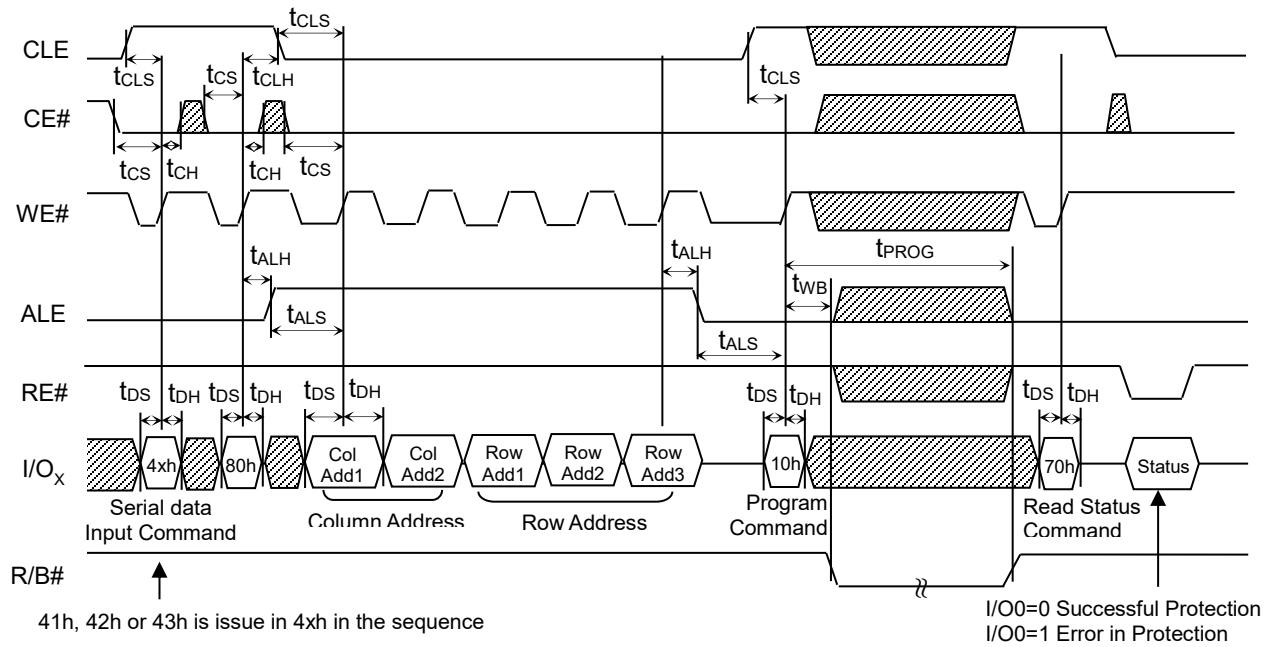 tCLS
CLE
tCLS tCS tCLH tCLS
CE#
tCS tCH tCH tCS
WE#
tALH tALH tPROG
tWB
ALE
tALS tALS
RE#
tDS tDH tDS tDH tDS tDH tDS tDH tDS tDH
I/OX 4xh 80h Col Add1 Col Add2 Row Add1 Row Add2 Row Add3 10h 70h Status
Serial data
Input Command
Column Address
Row Address
Program
Command
Read Status
Command
R/B#
41h, 42h or 43h is issue in 4xh in the sequence
I/O0=0 Successful Protection
I/O0=1 Error in Protection